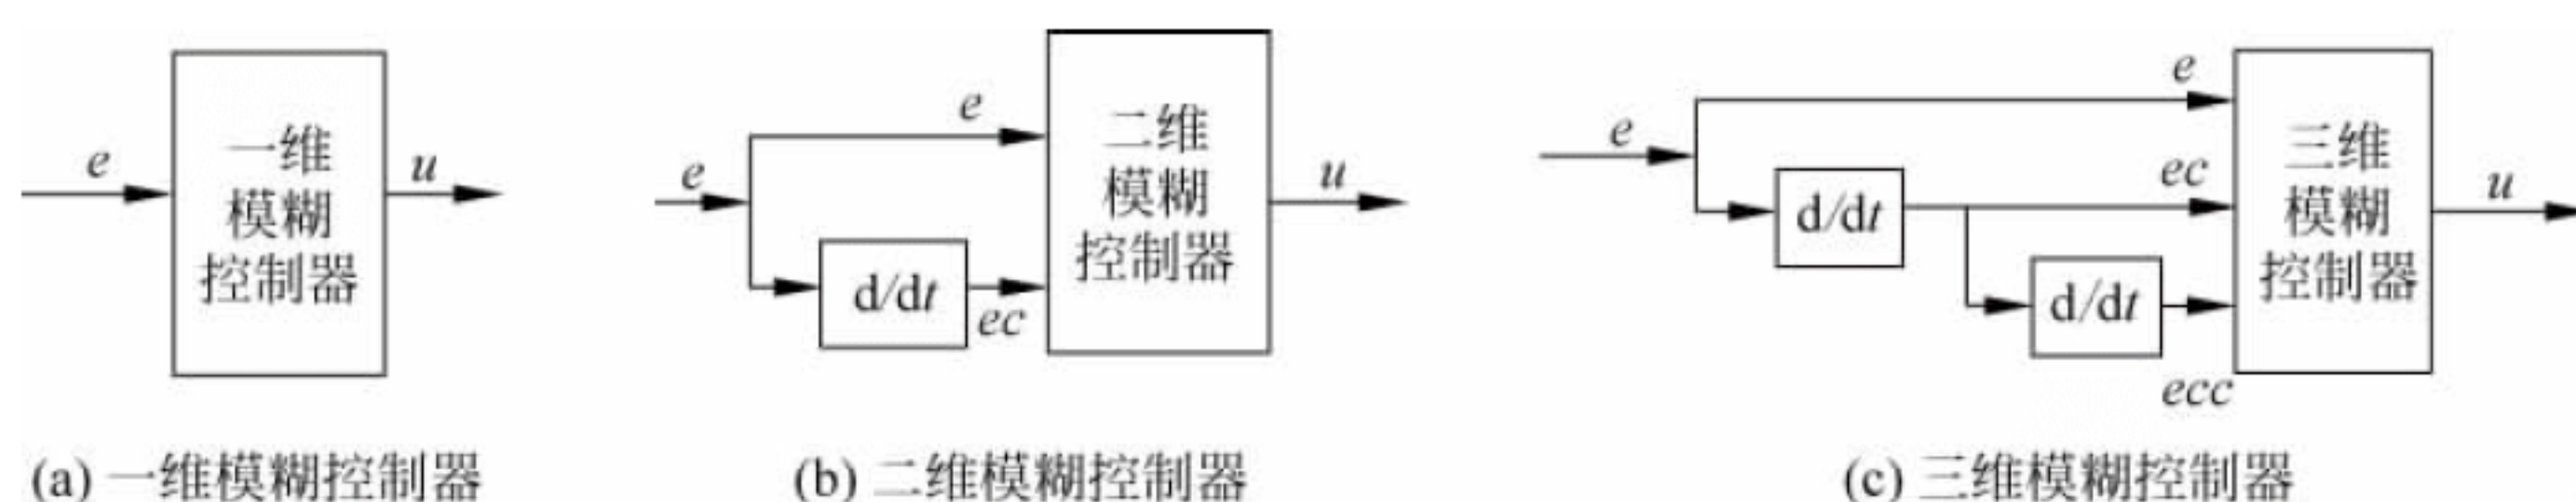 e
一维
模糊
控制器
u
(a) 一维模糊控制器
e
e
d/dt
ec
二维
模糊
控制器
u
(b) 二维模糊控制器
e
e
d/dt
ec
d/dt
ecc
三维
模糊
控制器
u
(c) 三维模糊控制器